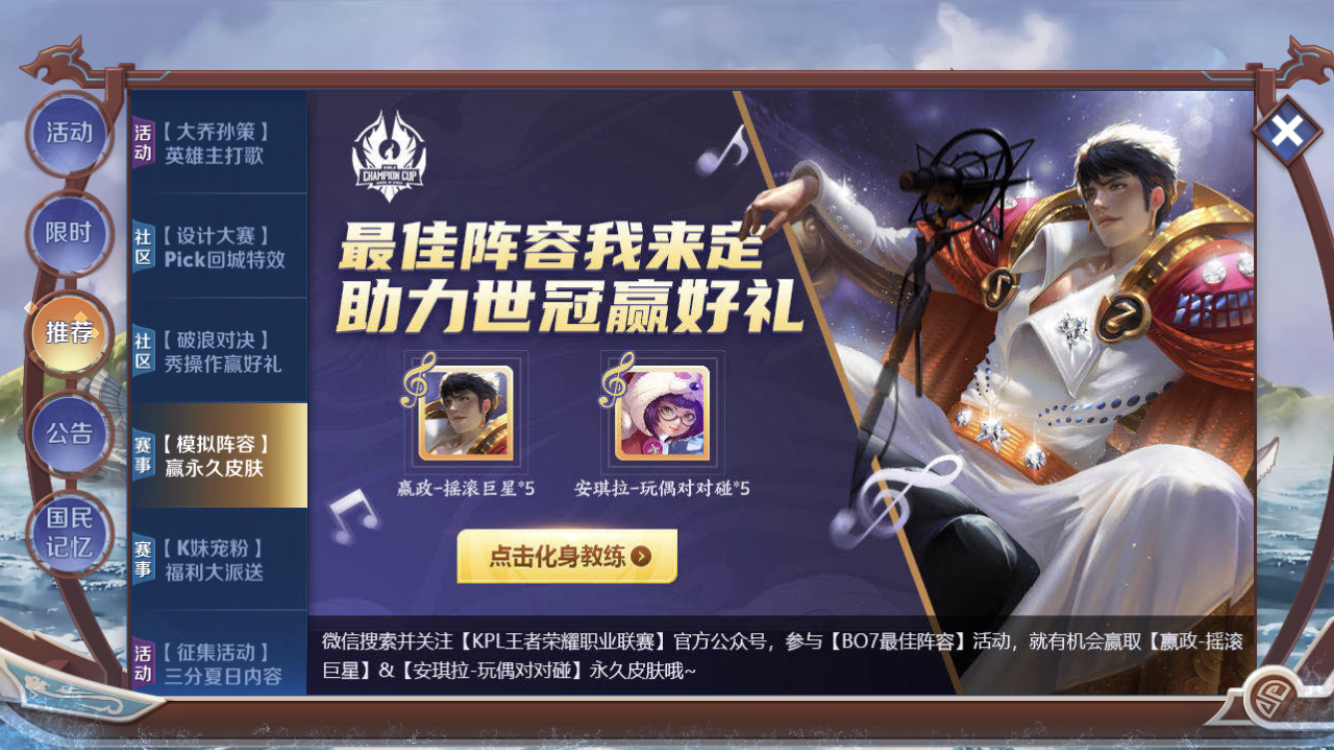 活动
限时
推荐
公告
国民
记忆
活动
【大乔孙策】
英雄主打歌
社区
【设计大赛】
Pick回城特效
社区
【破浪对决】
秀操作赢好礼
赛事
【模拟阵容】
赢永久皮肤
赛事
【K妹宠粉】
福利大派送
活动
【征集活动】
三分夏日内容
CHAMPION CUP
最佳阵容我来定
助力世冠赢好礼
嬴政-摇滚巨星*5
安琪拉-玩偶对对碰*5
点击化身教练
微信搜索并关注【KPL王者荣耀职业联赛】官方公众号，参与【BO7最佳阵容】活动，就有机会赢取【嬴政-摇滚
巨星】&【安琪拉-玩偶对对碰】永久皮肤哦~